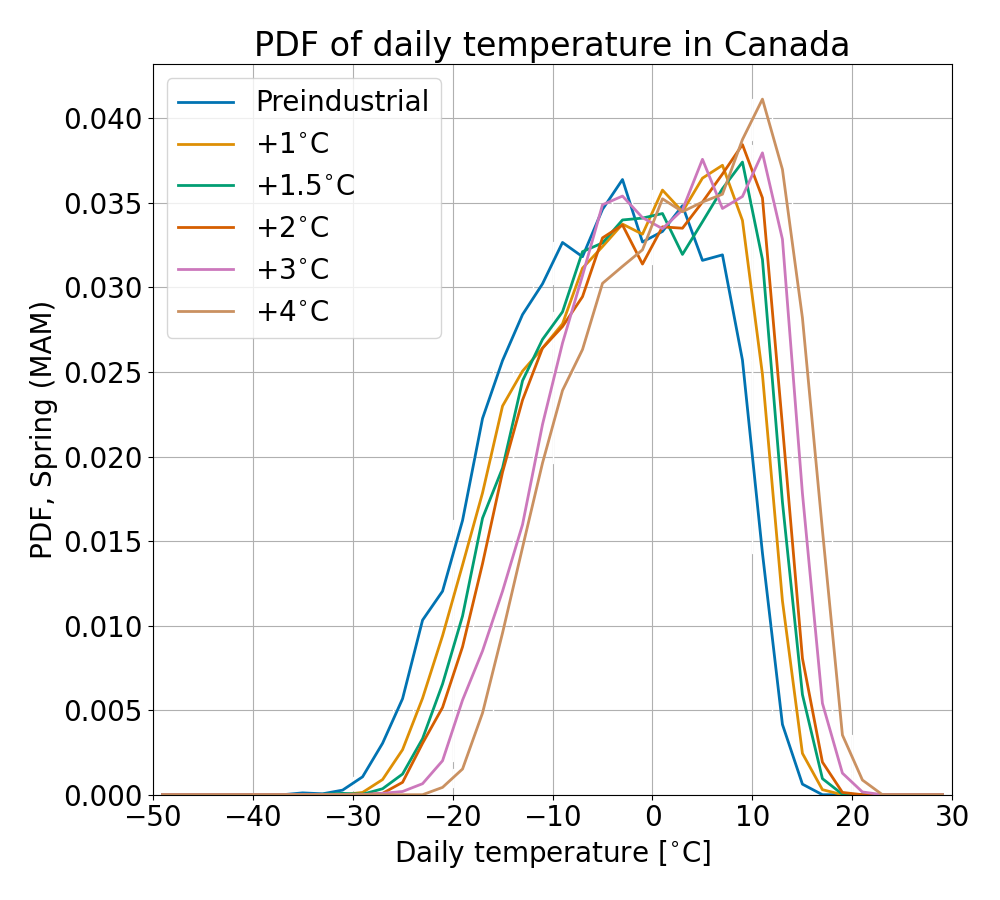 PDF of daily temperature in Canada
Preindustrial
+1°C
+1.5°C
+2°C
+3°C
+4°C
PDF, Spring (MAM)
0.040
0.035
0.030
0.025
0.020
0.015
0.010
0.005
0.000
−50 −40 −30 −20 −10 0 10 20 30
Daily temperature [°C]